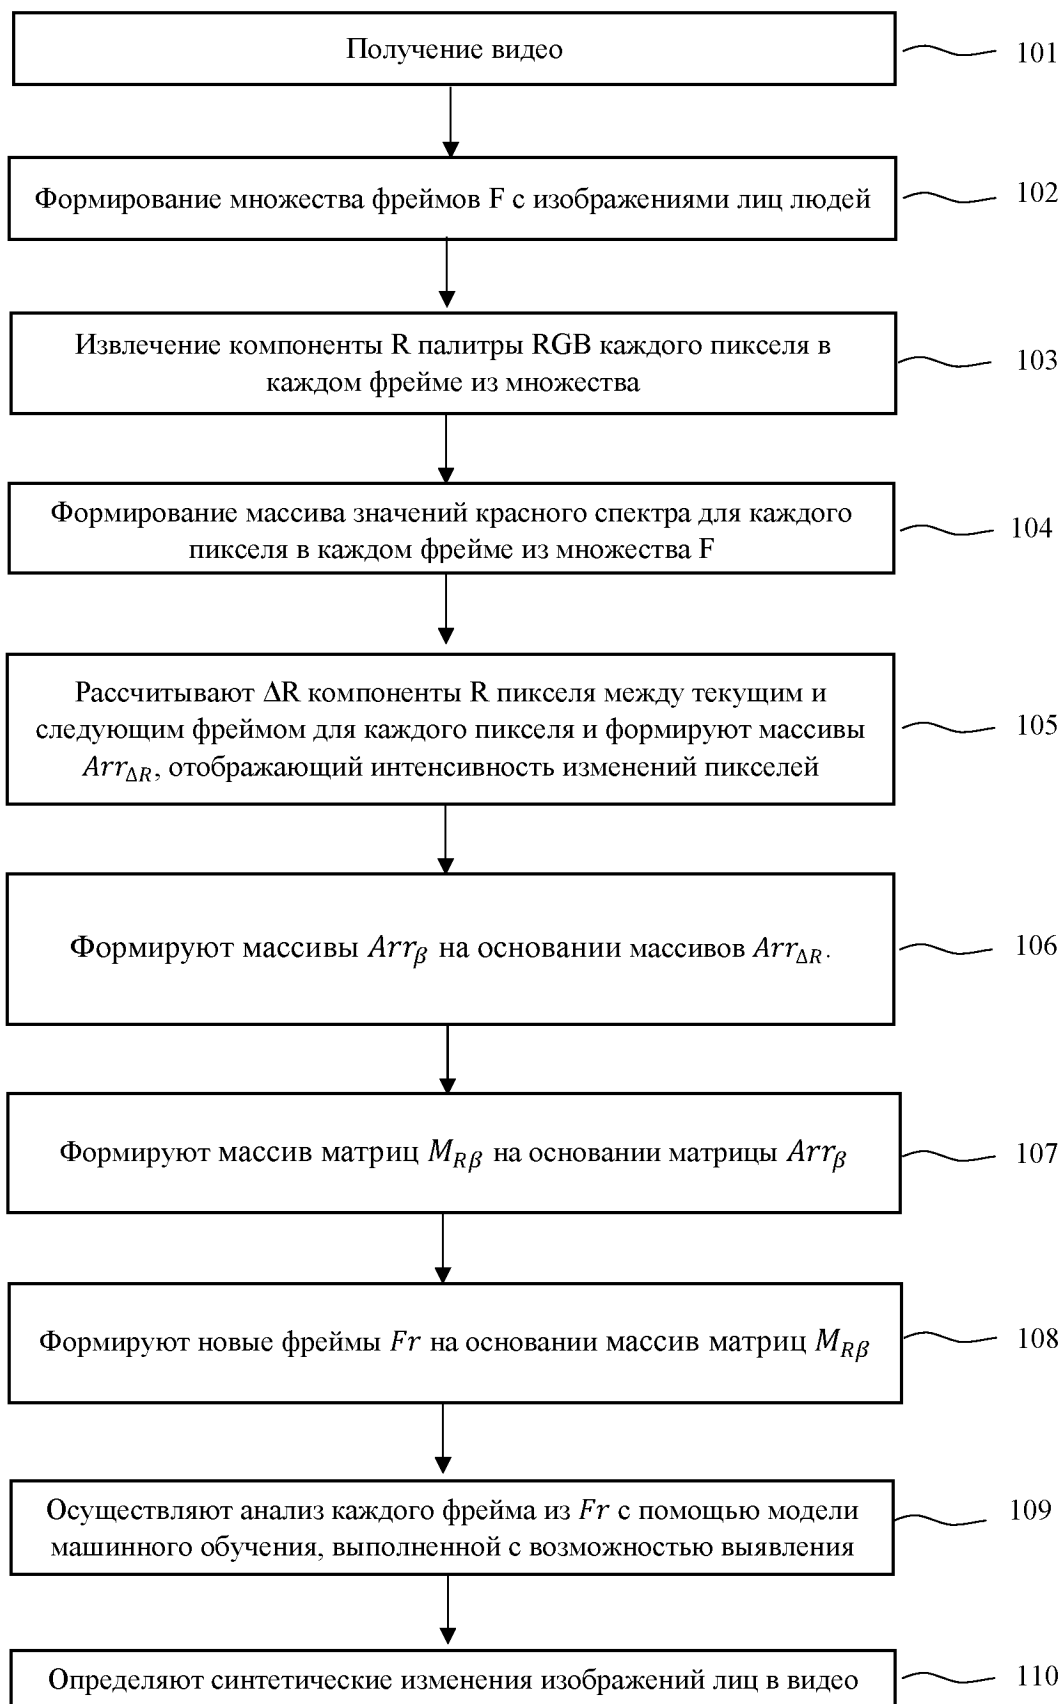 Получение видео
101
Формирование множества фреймов F с изображениями лиц людей
102
Извлечение компоненты R палитры RGB каждого пикселя в
каждом фрейме из множества
103
Формирование массива значений красного спектра для каждого
пикселя в каждом фрейме из множества F
104
Рассчитывают ΔR компоненты R пикселя между текущим и
следующим фреймом для каждого пикселя и формируют массивы
Arr_ΔR, отображающий интенсивность изменений пикселей
105
Формируют массивы Arr_β на основании массивов Arr_ΔR.
106
Формируют массив матриц M_Rβ на основании матрицы Arr_β
107
Формируют новые фреймы Fr на основании массив матриц M_Rβ
108
Осуществляют анализ каждого фрейма из Fr с помощью модели
машинного обучения, выполненной с возможностью выявления
109
Определяют синтетические изменения изображений лиц в видео
110